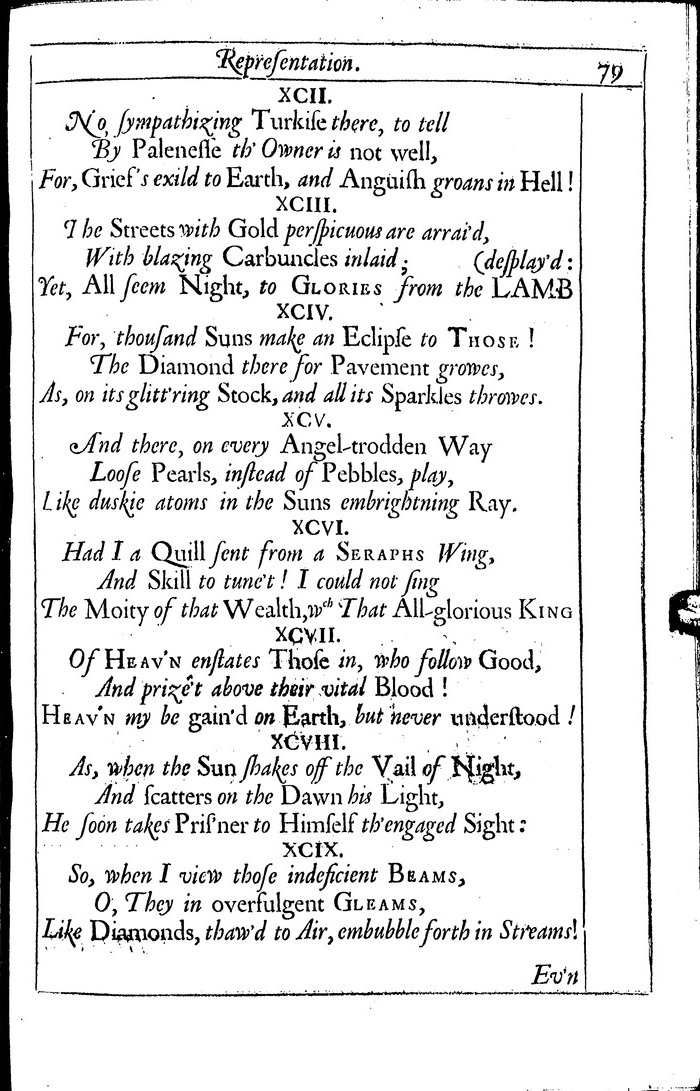 Repreſentation.
79
XCII.
No, ſympathizing Turkiſe there, to tell
By Paleneſſe th' Owner is not well,
For, Grief's exild to Earth, and Anguiſh groans in Hell!
XCIII.
The Streets with Gold perſpicuous are arrai'd,
With blazing Carbuncles inlaid; (deſplay'd:
Yet, All ſeem Night, to GLORIES from the LAMB
XCIV.
For, thouſand Suns make an Eclipſe to THOSE!
The Diamond there for Pavement growes,
As, on its glitt'ring Stock, and all its Sparkles throwes.
XCV.
And there, on every Angel-trodden Way
Looſe Pearls, inſtead of Pebbles, play,
Like duskie atoms in the Suns embrightning Ray.
XCVI.
Had I a Quill ſent from a SERAPHS Wing,
And Skill to tune't! I could not ſing
The Moity of that Wealth, wᶜʰ That All-glorious KING
XCVII.
Of HEAV'N enſtates Thoſe in, who follow Good,
And prize't above their vital Blood!
HEAV'N my be gain'd on Earth, but never underſtood!
XCVIII.
As, when the Sun ſhakes off the Vail of Night,
And ſcatters on the Dawn his Light,
He ſoon takes Priſ'ner to Himſelf th'engaged Sight:
XCIX.
So, when I view thoſe indeficient BEAMS,
O, They in overfulgent GLEAMS,
Like Diamonds, thaw'd to Air, embubble forth in Streams!
Ev'n